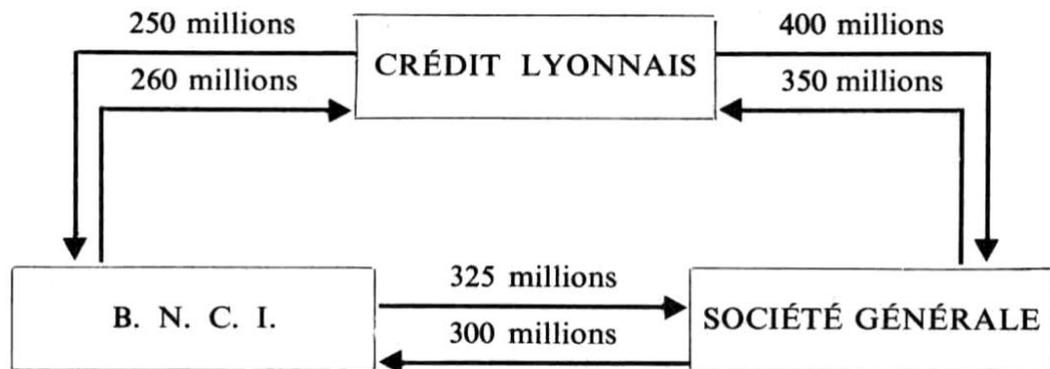 250 millions
400 millions
CRÉDIT LYONNAIS
260 millions
350 millions
325 millions
B. N. C. I.
SOCIÉTÉ GÉNÉRALE
300 millions